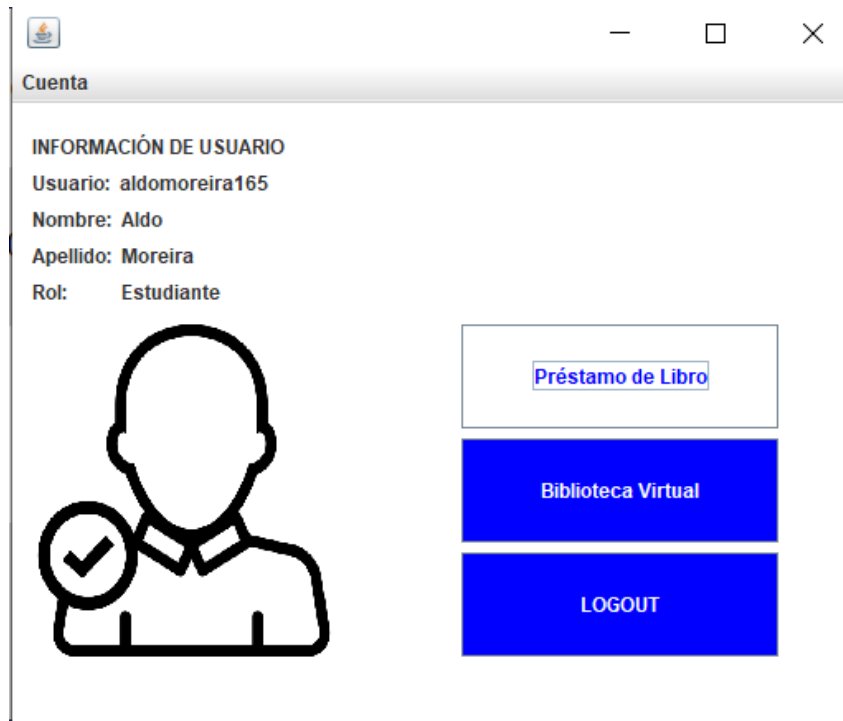 Cuenta
INFORMACIÓN DE USUARIO
Usuario: aldomoreira165
Nombre: Aldo
Apellido: Moreira
Rol: Estudiante
Préstamo de Libro
Biblioteca Virtual
LOGOUT